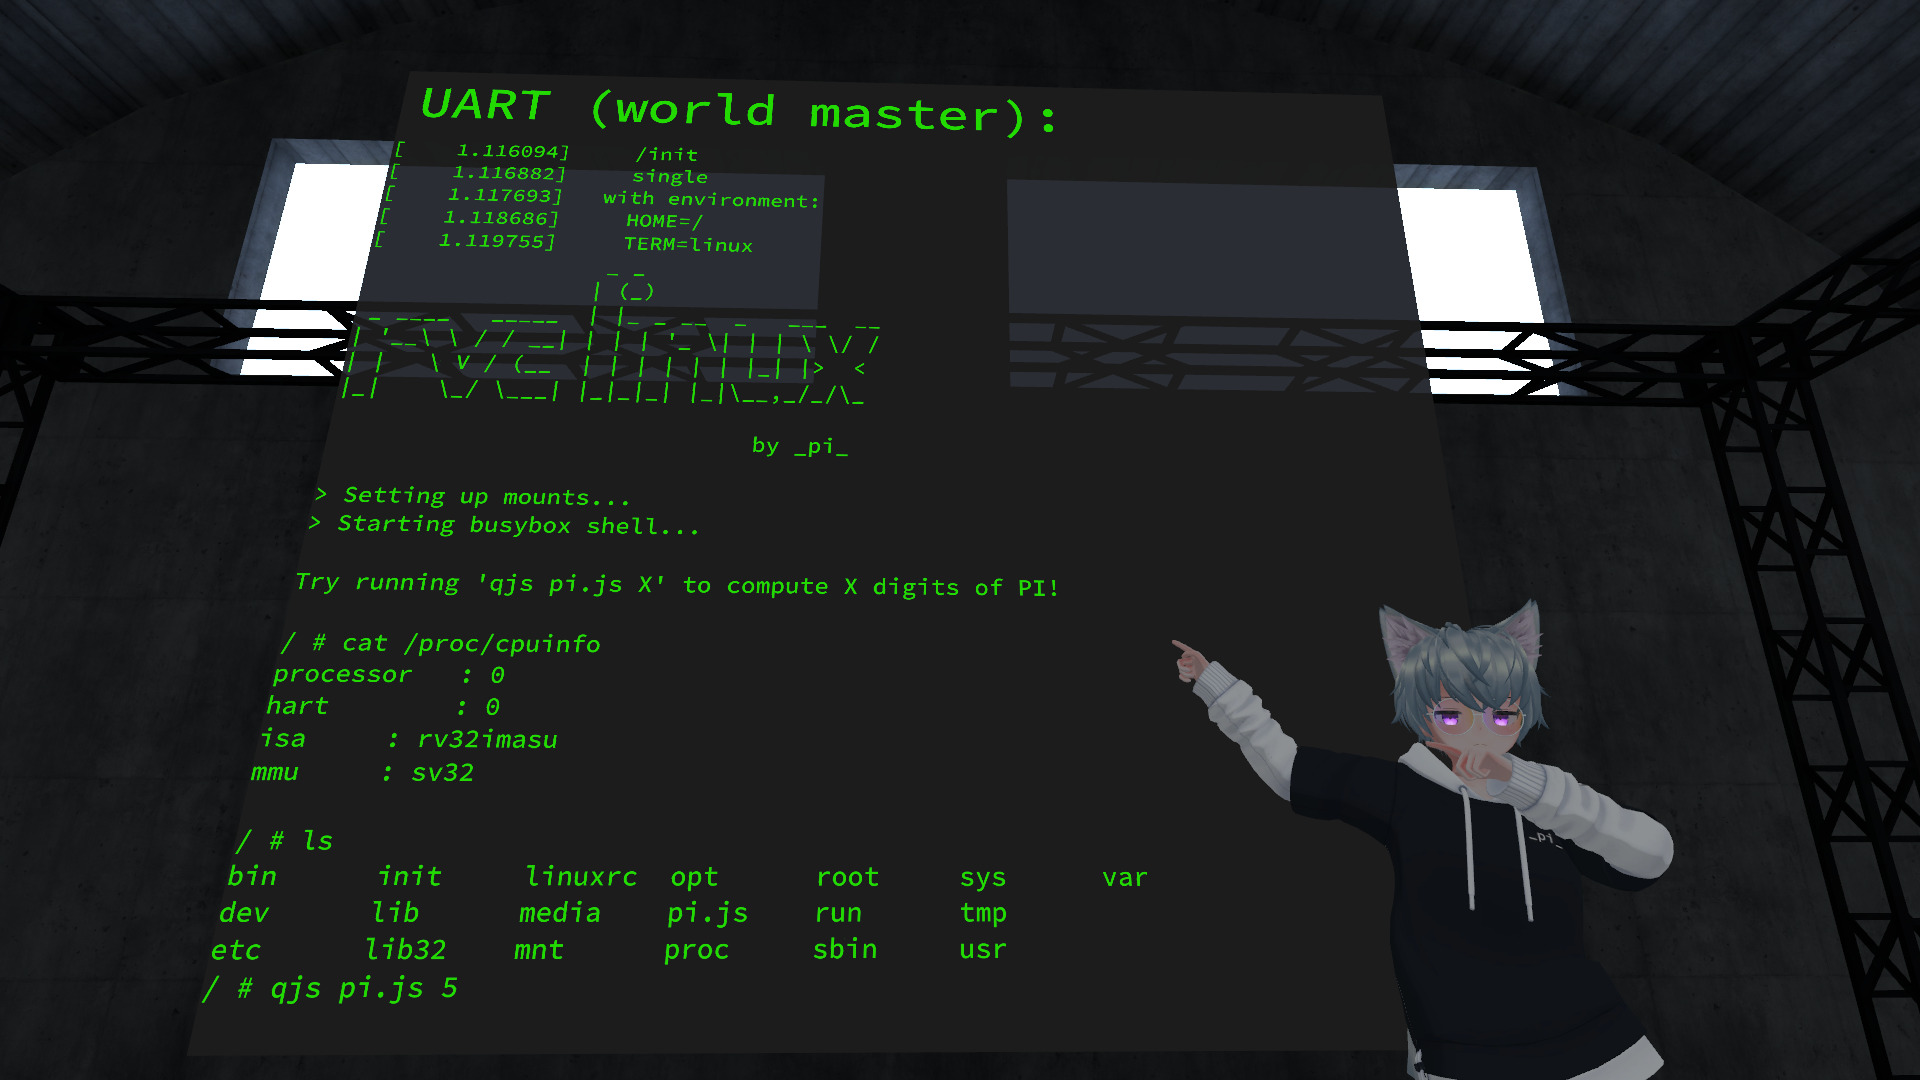 UART (world master):
[    1.116094]     /init
[    1.116882]     single
[    1.117693]   with environment:
[    1.118686]     HOME=/
[    1.119755]     TERM=linux
by _pi_
> Setting up mounts...
> Starting busybox shell...
Try running 'qjs pi.js X' to compute X digits of PI!
/ # cat /proc/cpuinfo
processor   : 0
hart        : 0
isa     : rv32imasu
mmu     : sv32
/ # ls
bin      init     linuxrc  opt      root     sys      var
dev      lib      media    pi.js    run      tmp
etc      lib32    mnt      proc     sbin     usr
/ # qjs pi.js 5
_pi_